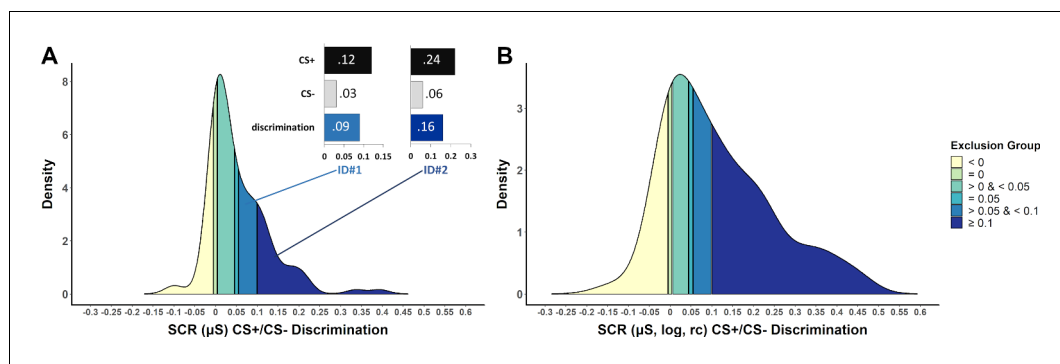 A
CS+
.12
.24
CS-
.03
.06
discrimination
.09
.16
0 0.05 0.1 0.15
0 0.1 0.2 0.3
ID#1
ID#2
Density
8
6
4
2
0
-0.3 -0.25 -0.2 -0.15 -0.1 -0.05 0 0.05 0.1 0.15 0.2 0.25 0.3 0.35 0.4 0.45 0.5 0.55 0.6
SCR (µS) CS+/CS- Discrimination
B
Density
3
2
1
0
-0.3 -0.25 -0.2 -0.15 -0.1 -0.05 0 0.05 0.1 0.15 0.2 0.25 0.3 0.35 0.4 0.45 0.5 0.55 0.6
SCR (µS, log, rc) CS+/CS- Discrimination
Exclusion Group
< 0
= 0
> 0 & < 0.05
= 0.05
> 0.05 & < 0.1
≥ 0.1